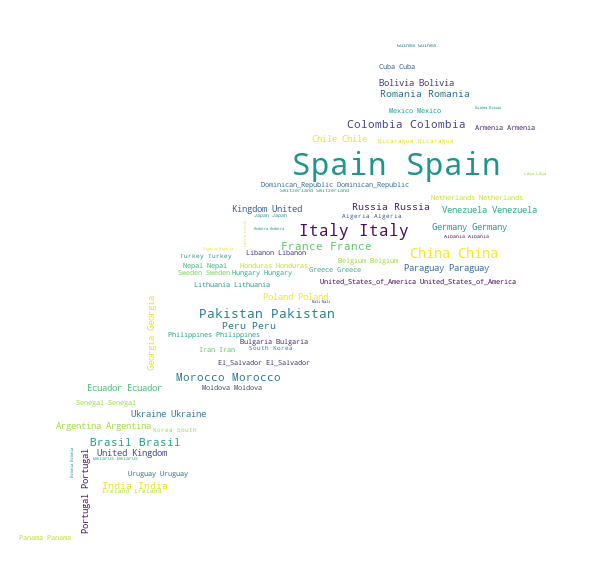 Guinea Guinea
Cuba Cuba
Bolivia Bolivia
Romania Romania
Mexico Mexico
Colombia Colombia
Armenia Armenia
Chile Chile
Nicaragua Nicaragua
Spain Spain
Dominican_Republic Dominican_Republic
Switzerland Switzerland
Netherlands Netherlands
Kingdom United
Russia Russia
Venezuela Venezuela
Japan Japan
Algeria Algeria
Italy Italy
Germany Germany
Albania Albania
France France
Libanon Libanon
China China
Turkey Turkey
Nepal Nepal
Honduras Honduras
Belgium Belgium
Sweden Sweden
Hungary Hungary
Greece Greece
Paraguay Paraguay
Lithuania Lithuania
United_States_of_America United_States_of_America
Poland Poland
Mali Mali
Pakistan Pakistan
Georgia Georgia
Peru Peru
Philippines Philippines
Bulgaria Bulgaria
Iran Iran
South Korea
El_Salvador El_Salvador
Morocco Morocco
Ecuador Ecuador
Moldova Moldova
Senegal Senegal
Ukraine Ukraine
Argentina Argentina
Korea South
Brasil Brasil
Portugal Portugal
United Kingdom
Belarus Belarus
Uruguay Uruguay
India India
Ireland Ireland
Panama Panama